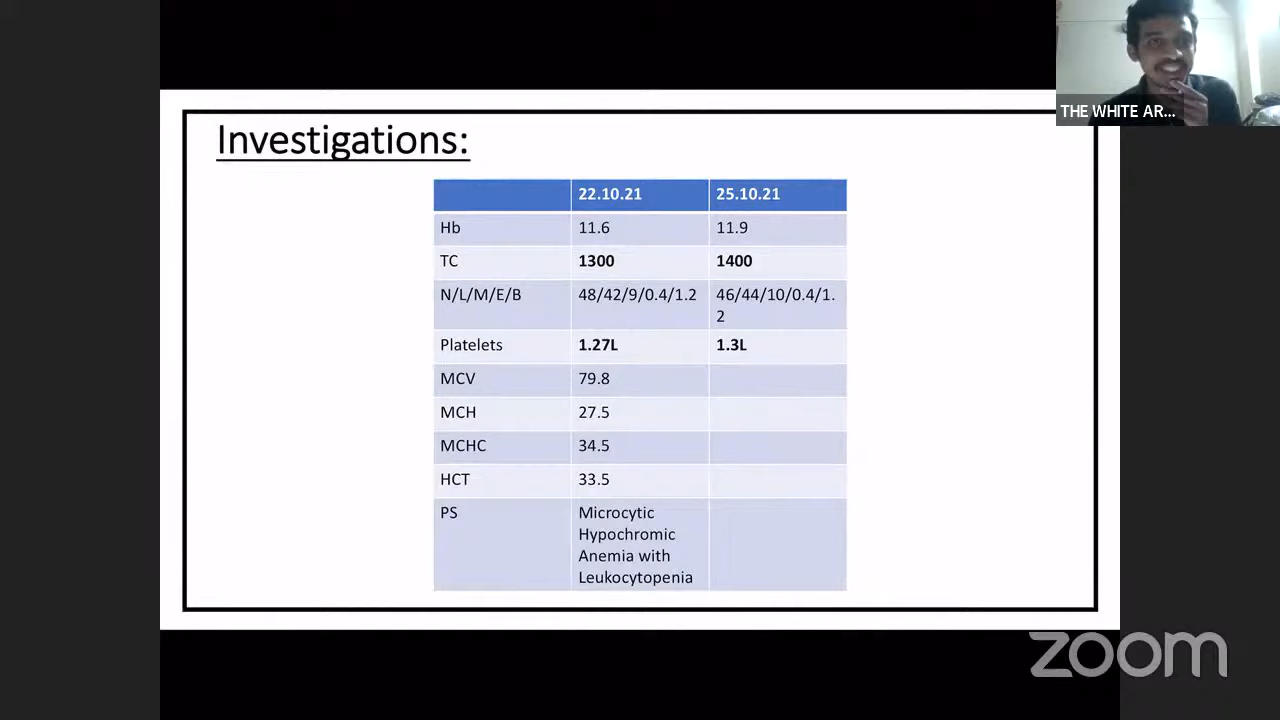 THE WHITE AR...
Investigations:
22.10.21 25.10.21
Hb 11.6 11.9
TC 1300 1400
N/L/M/E/B 48/42/9/0.4/1.2 46/44/10/0.4/1.
2
Platelets 1.27L 1.3L
MCV 79.8
MCH 27.5
MCHC 34.5
HCT 33.5
PS Microcytic
Hypochromic
Anemia with
Leukocytopenia
zoom